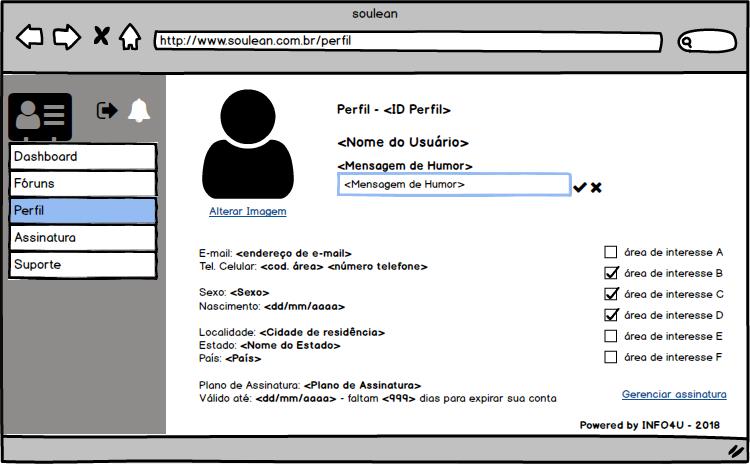 soulean
http://www.soulean.com.br/perfil
Dashboard
Fóruns
Perfil
Assinatura
Suporte
Perfil - <ID Perfil>
<Nome do Usuário>
<Mensagem de Humor>
<Mensagem de Humor>
Alterar Imagem
E-mail: <endereço de e-mail>
Tel. Celular: <cod. área> <número telefone>
Sexo: <Sexo>
Nascimento: <dd/mm/aaaa>
Localidade: <Cidade de residência>
Estado: <Nome do Estado>
País: <País>
Plano de Assinatura: <Plano de Assinatura>
Válido até: <dd/mm/aaaa> - faltam <999> dias para expirar sua conta
área de interesse A
área de interesse B
área de interesse C
área de interesse D
área de interesse E
área de interesse F
Gerenciar assinatura
Powered by INFO4U - 2018